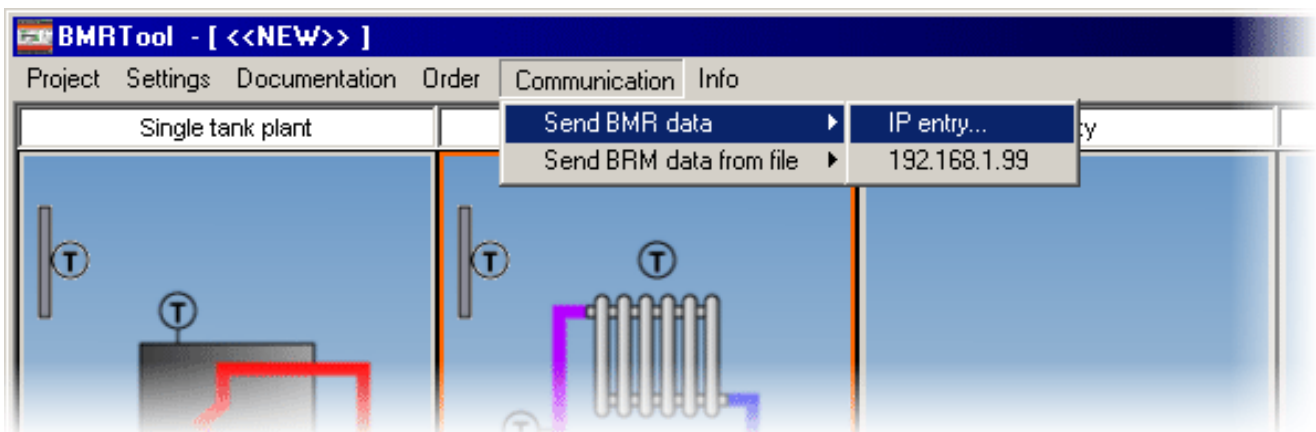 BMRTool - [ <<NEW>> ]
Project Settings Documentation Order Communication Info
Single tank plant
Send BMR data
IP entry...
Send BRM data from file
192.168.1.99
T
T
T
T
T